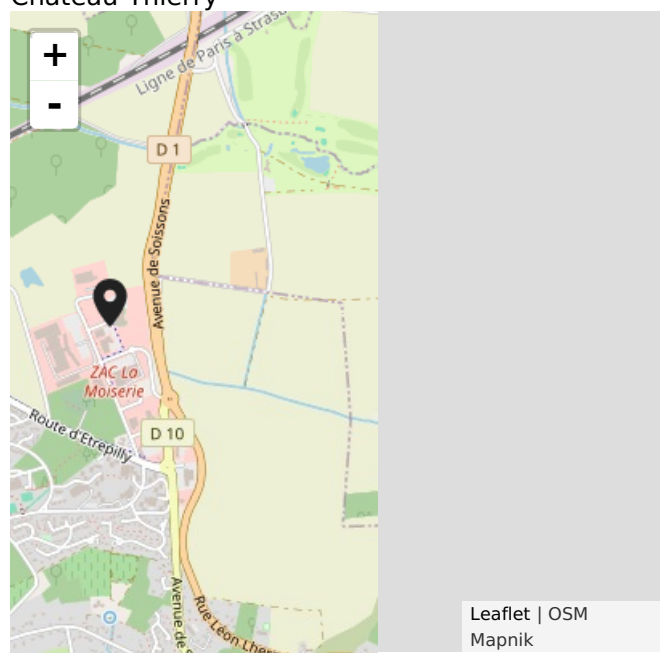 Château-Thierry
+
-
Ligne de Paris à Strasb
D 1
Avenue de Soissons
ZAC La
Moiserie
Route d'Étrepilly
D 10
Avenue de S
Rue Léon Lher
Leaflet | OSM
Mapnik